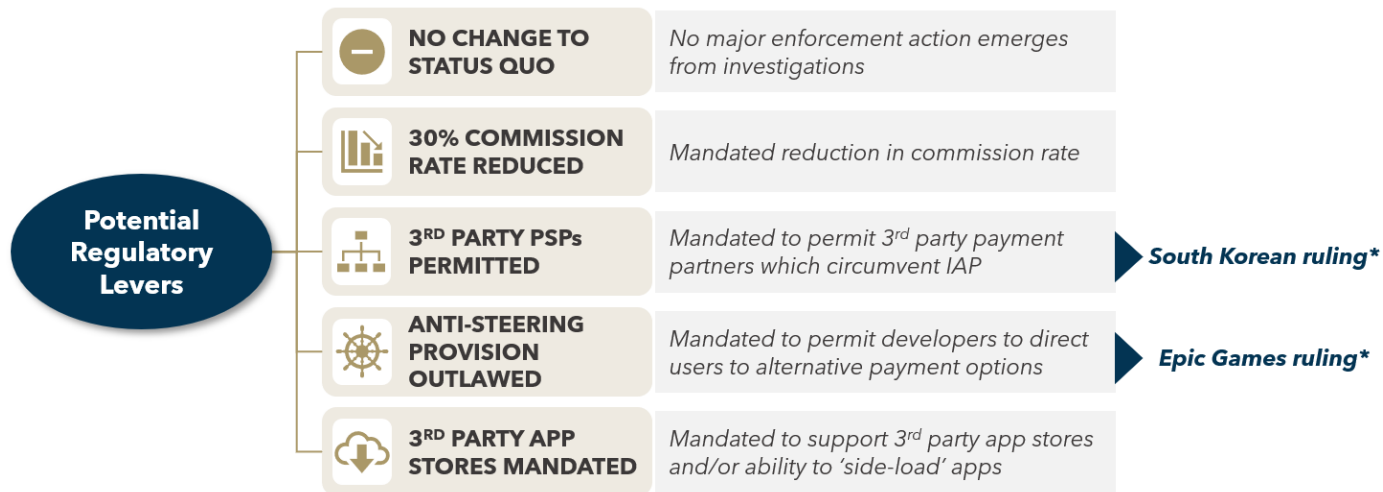 Potential
Regulatory
Levers
NO CHANGE TO
STATUS QUO
No major enforcement action emerges
from investigations
30% COMMISSION
RATE REDUCED
Mandated reduction in commission rate
3RD PARTY PSPs
PERMITTED
Mandated to permit 3rd party payment
partners which circumvent IAP
South Korean ruling*
ANTI-STEERING
PROVISION
OUTLAWED
Mandated to permit developers to direct
users to alternative payment options
Epic Games ruling*
3RD PARTY APP
STORES MANDATED
Mandated to support 3rd party app stores
and/or ability to ‘side-load’ apps